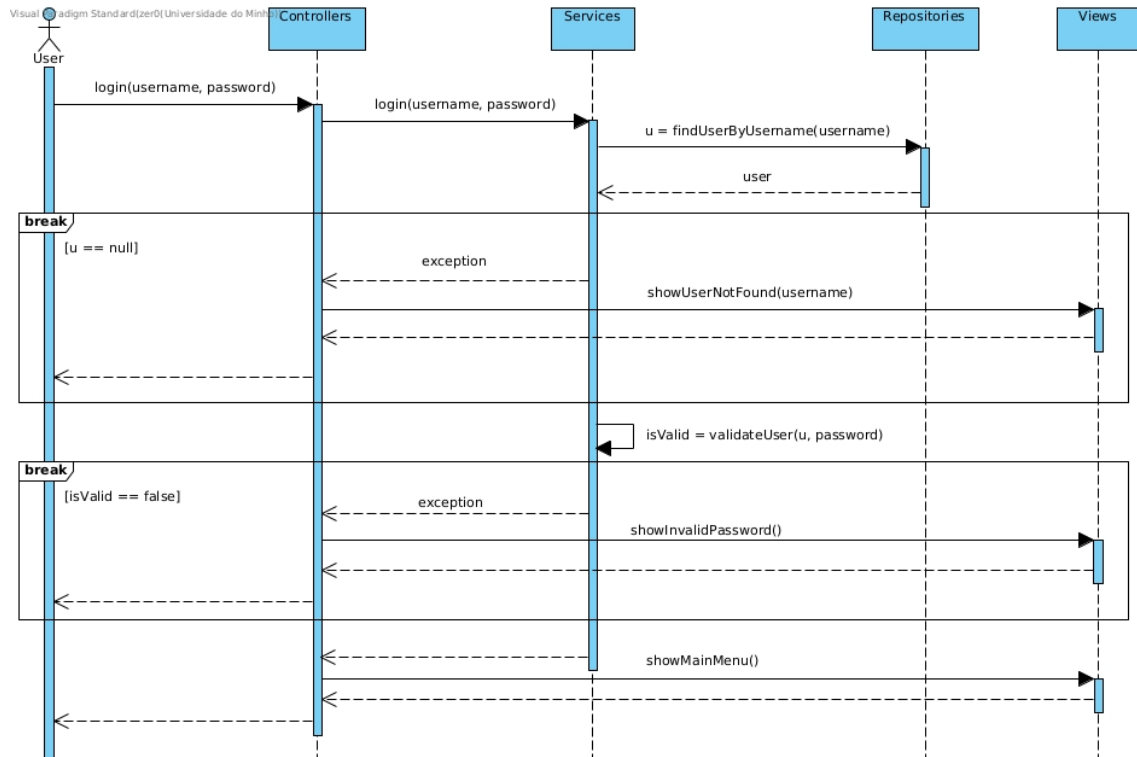 Visual Paradigm Standard(zer0(Universidade do Minho))
User
Controllers
Services
Repositories
Views
login(username, password)
login(username, password)
u = findUserByUsername(username)
user
break
[u == null]
exception
showUserNotFound(username)
isValid = validateUser(u, password)
break
[isValid == false]
exception
showInvalidPassword()
showMainMenu()